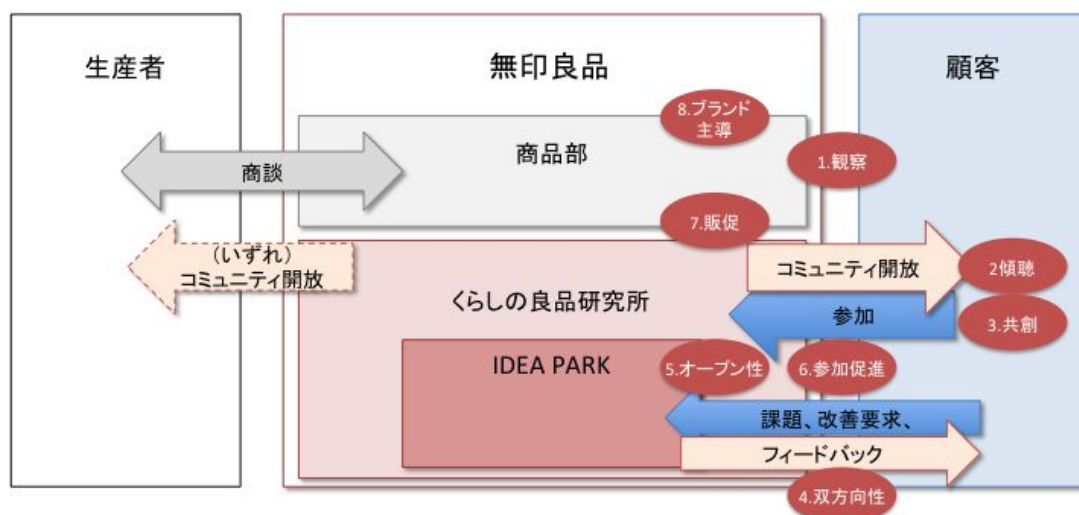 生産者
無印良品
顧客
8.ブランド
主導
商品部
1.観察
商談
7.販促
(いずれ)
コミュニティ開放
コミュニティ開放
2傾聴
くらしの良品研究所
参加
3.共創
IDEA PARK
5.オープン性
6.参加促進
課題、改善要求、
フィードバック
4.双方向性